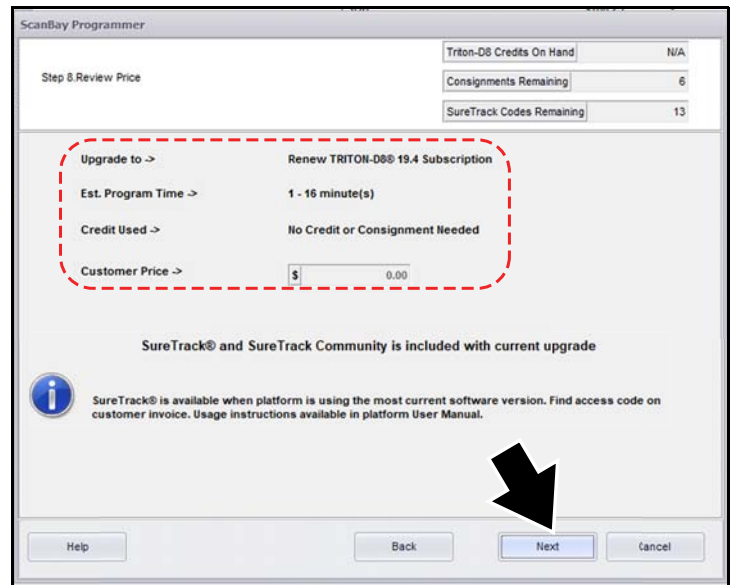 ScanBay Programmer
Triton-D8 Credits On Hand N/A
Step 8.Review Price
Consignments Remaining 6
SureTrack Codes Remaining 13
Upgrade to -> Renew TRITON-D8® 19.4 Subscription
Est. Program Time -> 1 - 16 minute(s)
Credit Used -> No Credit or Consignment Needed
Customer Price -> $ 0.00
SureTrack® and SureTrack Community is included with current upgrade
SureTrack® is available when platform is using the most current software version. Find access code on
customer invoice. Usage instructions available in platform User Manual.
Help Back Next Cancel